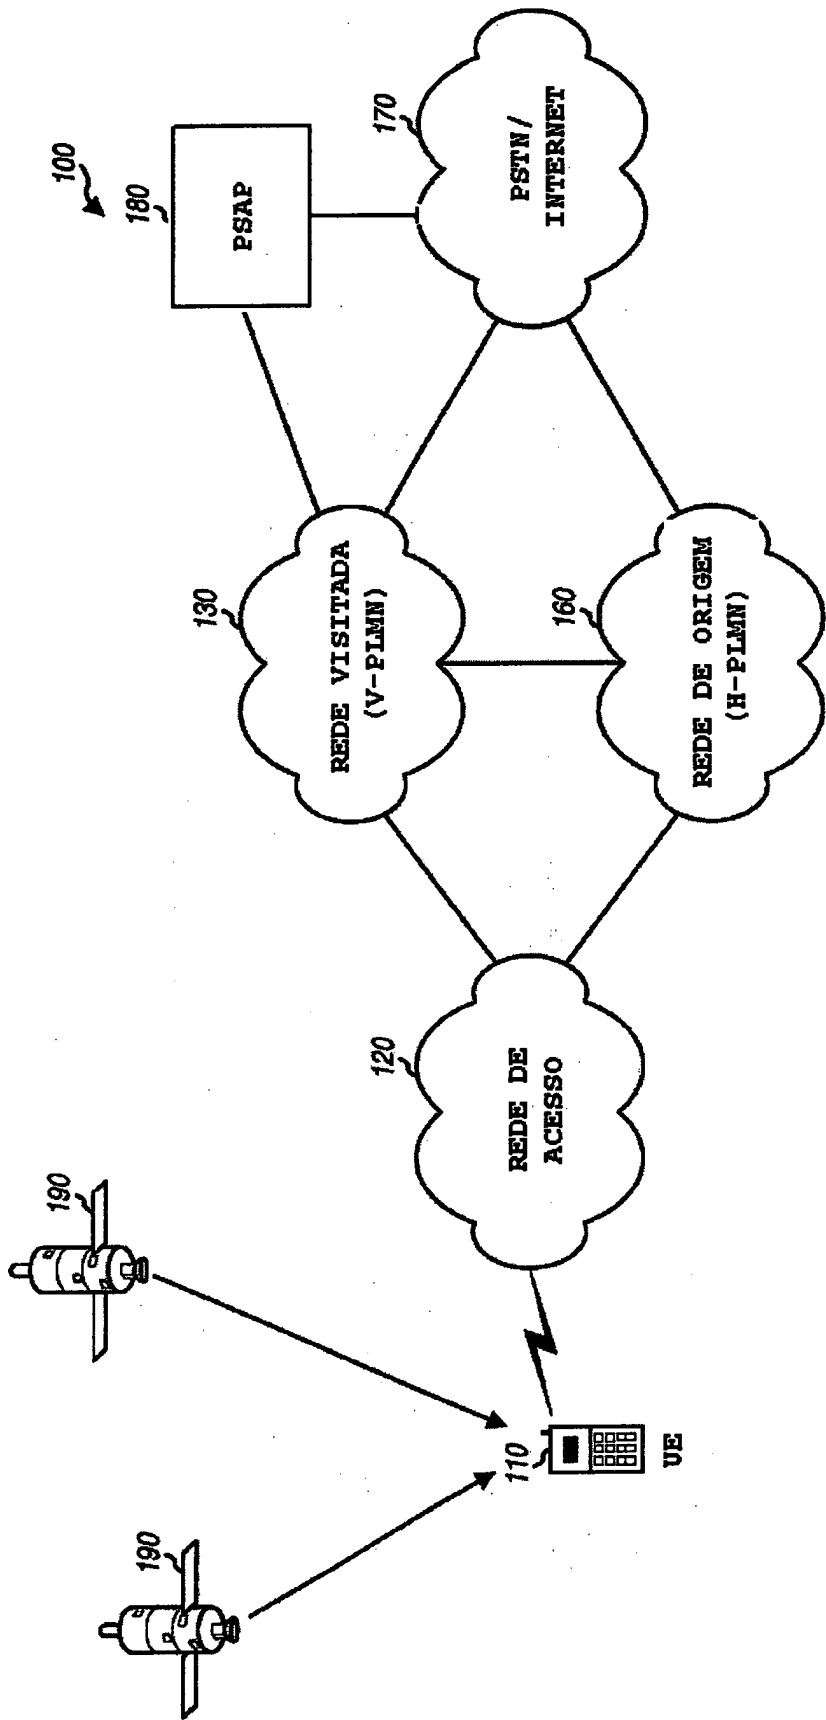 100
190
190
180
PSAP
130
REDE VISITADA
(V-PLMN)
170
PSTN/
INTERNET
120
REDE DE
ACESSO
110
UE
160
REDE DE ORIGEM
(H-PLMN)